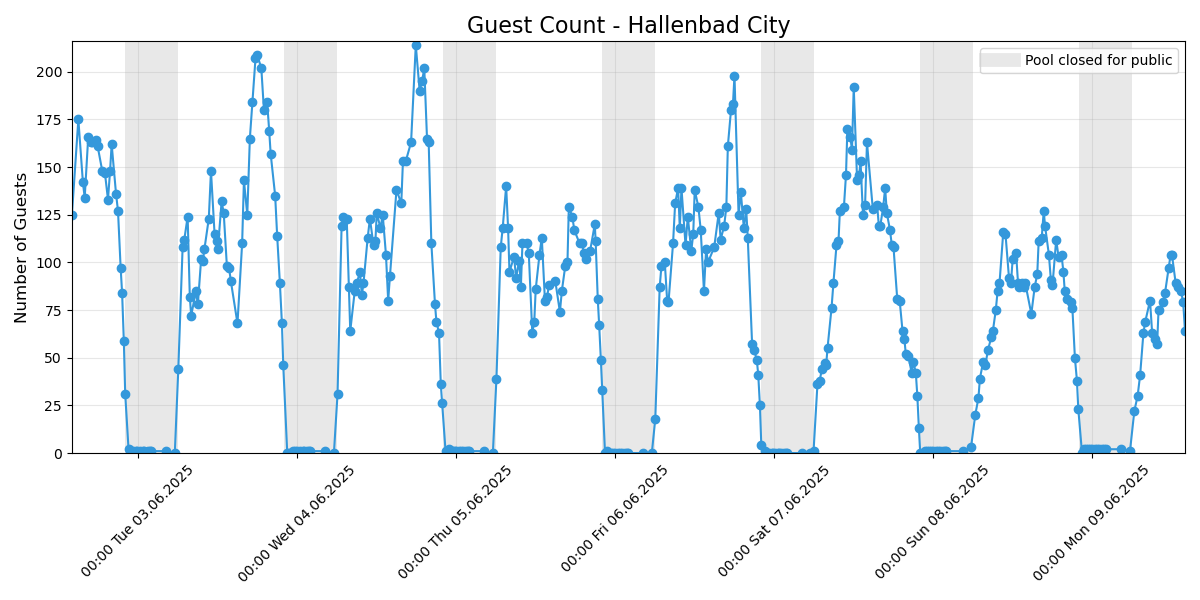 Guest Count - Hallenbad City
Pool closed for public
Number of Guests
200
175
150
125
100
75
50
25
0
00:00 Tue 03.06.2025
00:00 Wed 04.06.2025
00:00 Thu 05.06.2025
00:00 Fri 06.06.2025
00:00 Sat 07.06.2025
00:00 Sun 08.06.2025
00:00 Mon 09.06.2025